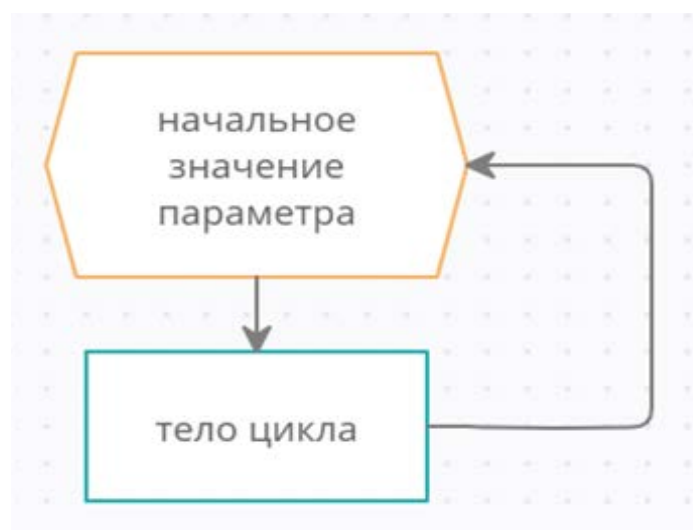 начальное
значение
параметра
тело цикла